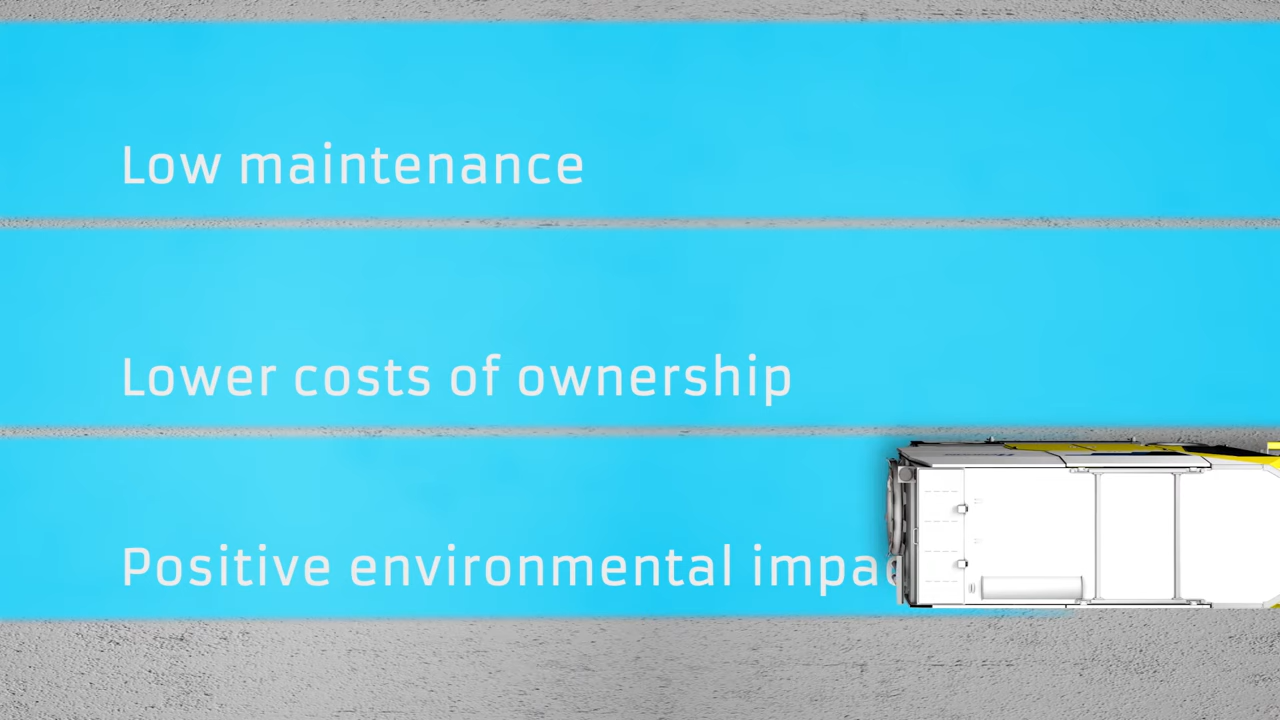 Low maintenance
Lower costs of ownership
Positive environmental